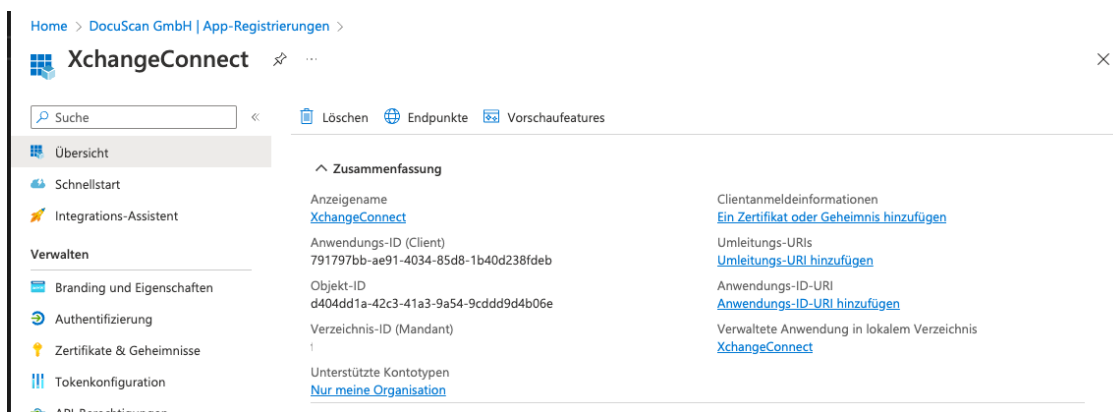 Home > DocuScan GmbH | App-Registrierungen >
XchangeConnect
Suche
Löschen Endpunkte Vorschaufeatures
Übersicht
Schnellstart
Integrations-Assistent
Verwalten
Branding und Eigenschaften
Authentifizierung
Zertifikate & Geheimnisse
Tokenkonfiguration
API-Berechtigungen
Zusammenfassung
Anzeigename
XchangeConnect
Anwendungs-ID (Client)
791797bb-ae91-4034-85d8-1b40d238fdeb
Objekt-ID
d404dd1a-42c3-41a3-9a54-9cddd9d4b06e
Verzeichnis-ID (Mandant)
Unterstützte Kontotypen
Nur meine Organisation
Clientanmeldeinformationen
Ein Zertifikat oder Geheimnis hinzufügen
Umleitungs-URIs
Umleitungs-URI hinzufügen
Anwendungs-ID-URI
Anwendungs-ID-URI hinzufügen
Verwaltete Anwendung in lokalem Verzeichnis
XchangeConnect